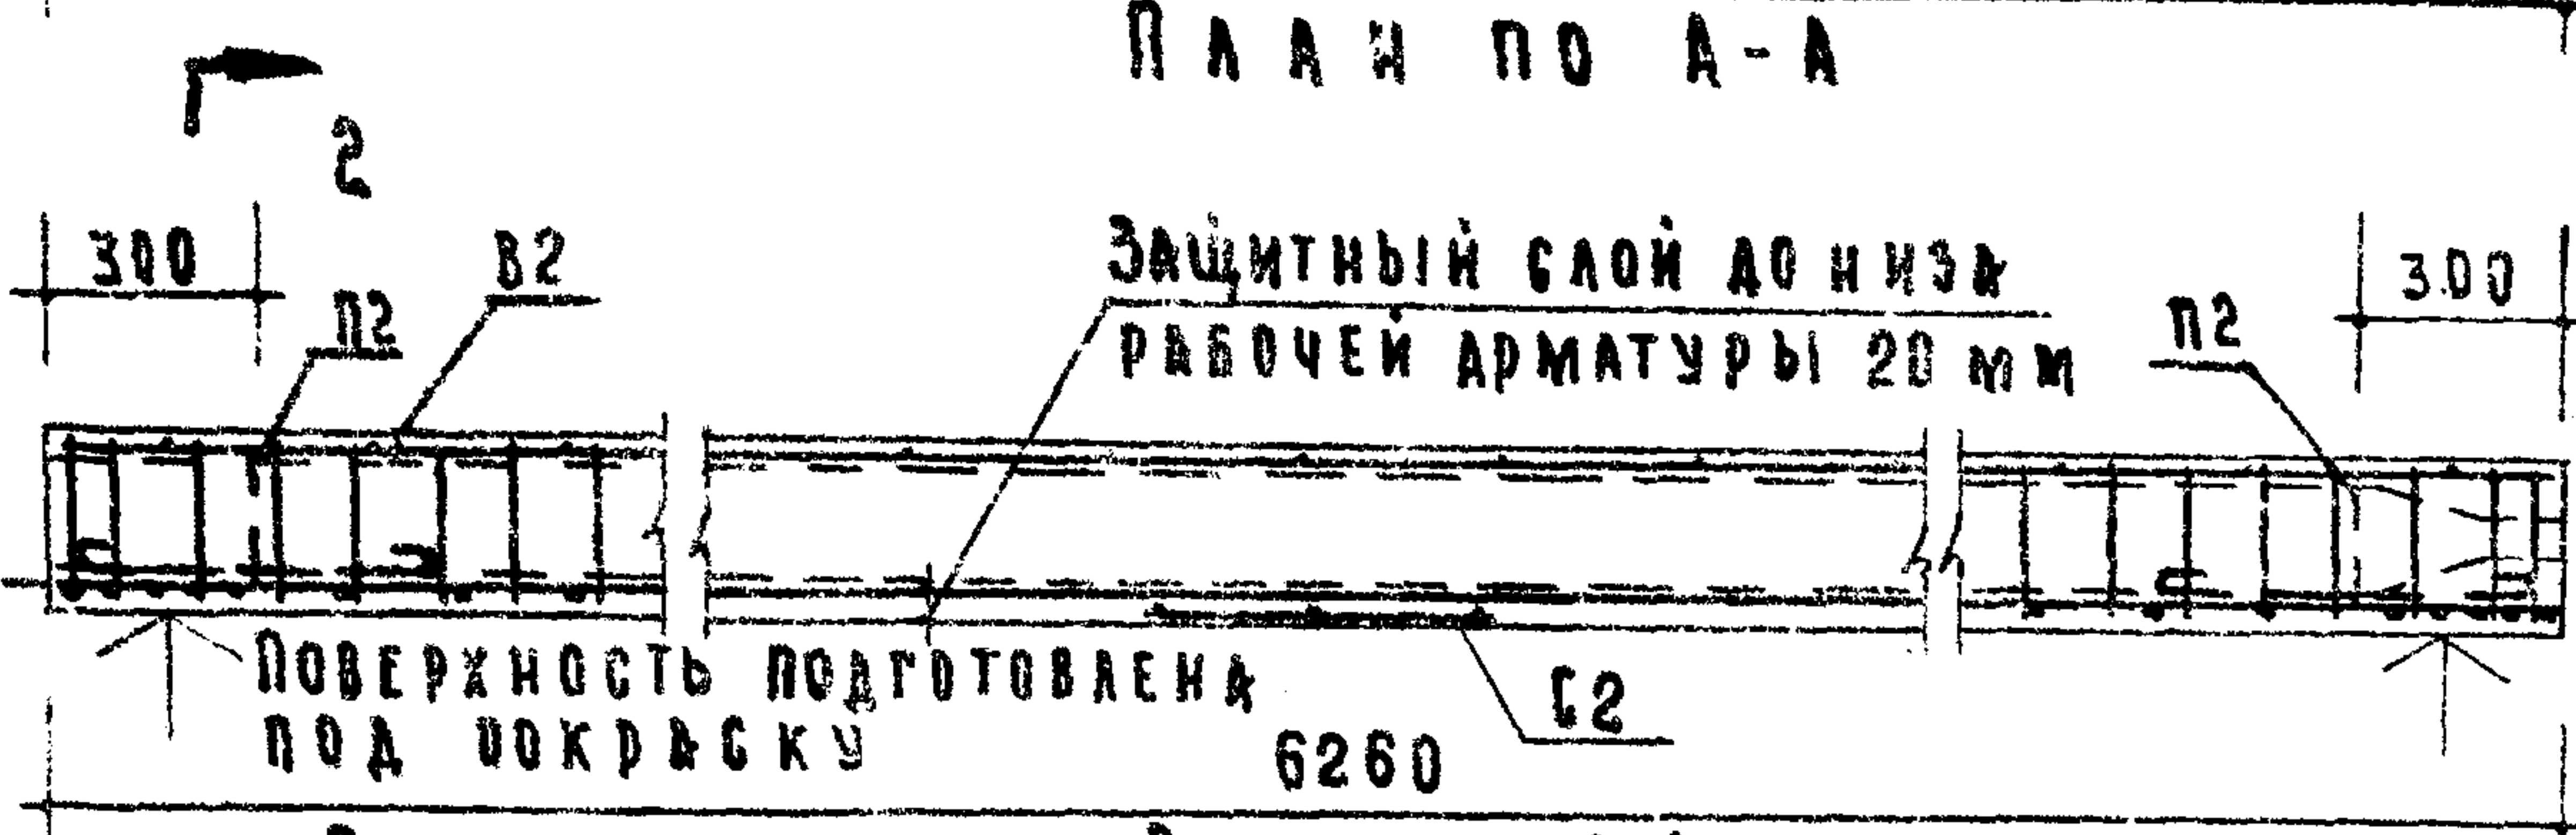 ПЛАН ПО А-А
2
300
В2
П2
ЗАЩИТНЫЙ СЛОЙ ДО НИЗА
РАБОЧЕЙ АРМАТУРЫ 20 ММ
П2
300
ПОВЕРХНОСТЬ ПОДГОТОВЛЕНА
ПОД ПОКРАСКУ
С2
6260